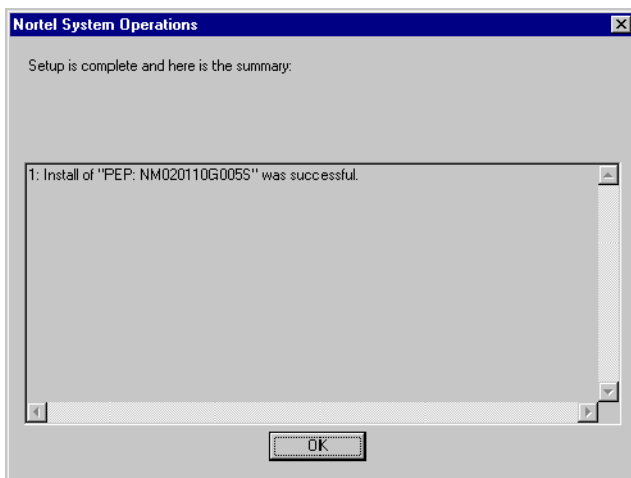 Nortel System Operations
Setup is complete and here is the summary:
1: Install of "PEP: NM020110G005S" was successful.
OK